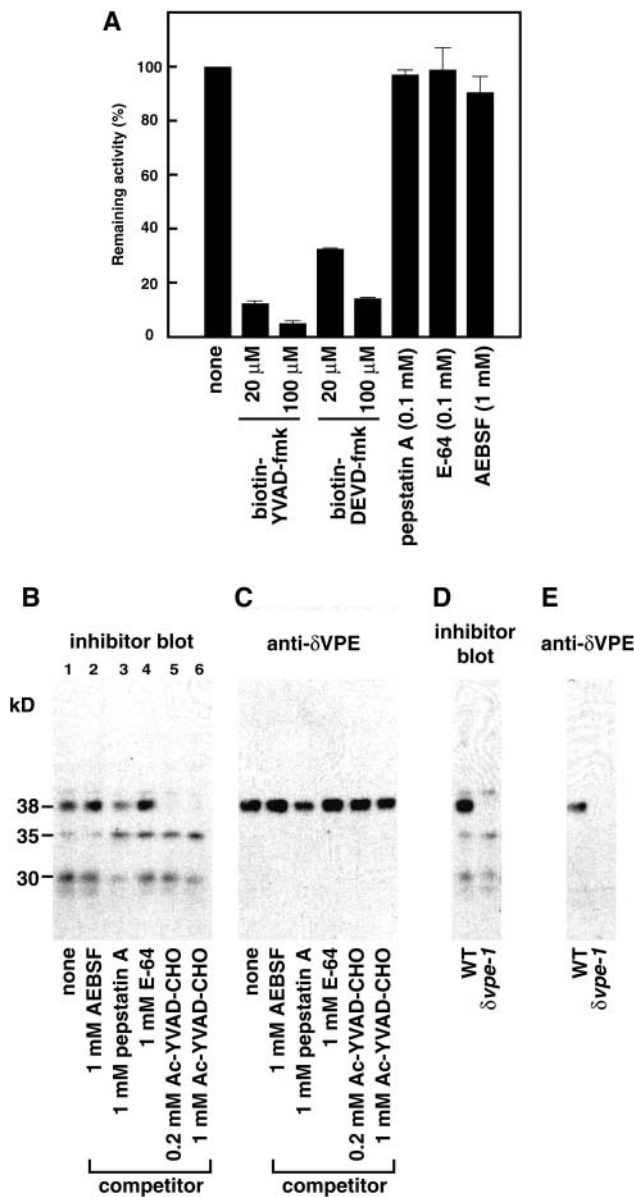 A
Remaining activity (%)
100
80
60
40
20
0
none
20 μM
100 μM
20 μM
100 μM
biotin-
YVAD-fmk
biotin-
DEVD-fmk
pepstatin A (0.1 mM)
E-64 (0.1 mM)
AEBSF (1 mM)
B
inhibitor blot
1 2 3 4 5 6
kD
38
35
30
none
1 mM AEBSF
1 mM pepstatin A
1 mM E-64
0.2 mM Ac-YVAD-CHO
1 mM Ac-YVAD-CHO
competitor
C
anti-δVPE
none
1 mM AEBSF
1 mM pepstatin A
1 mM E-64
0.2 mM Ac-YVAD-CHO
1 mM Ac-YVAD-CHO
competitor
D
inhibitor
blot
WT
δvpe-1
E
anti-δVPE
WT
δvpe-1